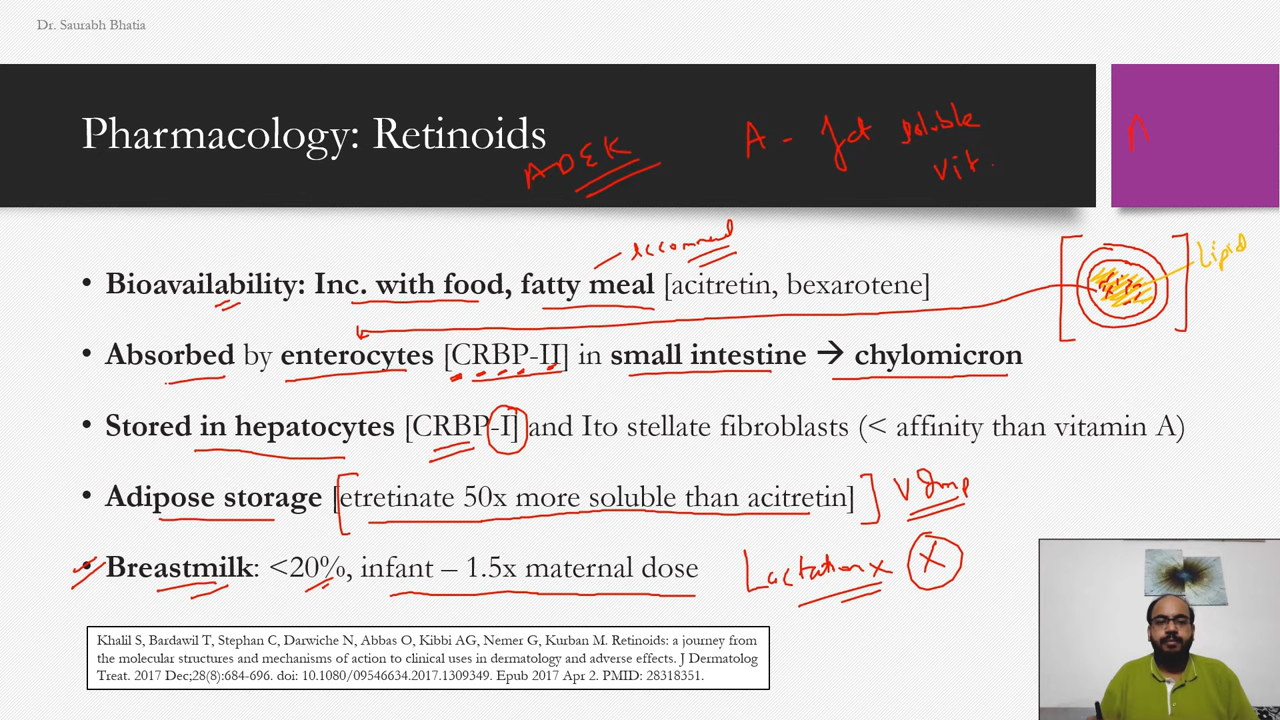 Dr. Saurabh Bhatia
Pharmacology: Retinoids
ADEK
A - fat soluble
vit.
A
recommend
• Bioavailability: Inc. with food, fatty meal [acitretin, bexarotene]
Lipid
• Absorbed by enterocytes [CRBP-II] in small intestine → chylomicron
• Stored in hepatocytes [CRBP-I] and Ito stellate fibroblasts (< affinity than vitamin A)
• Adipose storage [etretinate 50x more soluble than acitretin] V Imp
• Breastmilk: <20%, infant – 1.5x maternal dose Lactation x X
Khalil S, Bardawil T, Stephan C, Darwiche N, Abbas O, Kibbi AG, Nemer G, Kurban M. Retinoids: a journey from
the molecular structures and mechanisms of action to clinical uses in dermatology and adverse effects. J Dermatolog
Treat. 2017 Dec;28(8):684-696. doi: 10.1080/09546634.2017.1309349. Epub 2017 Apr 2. PMID: 28318351.